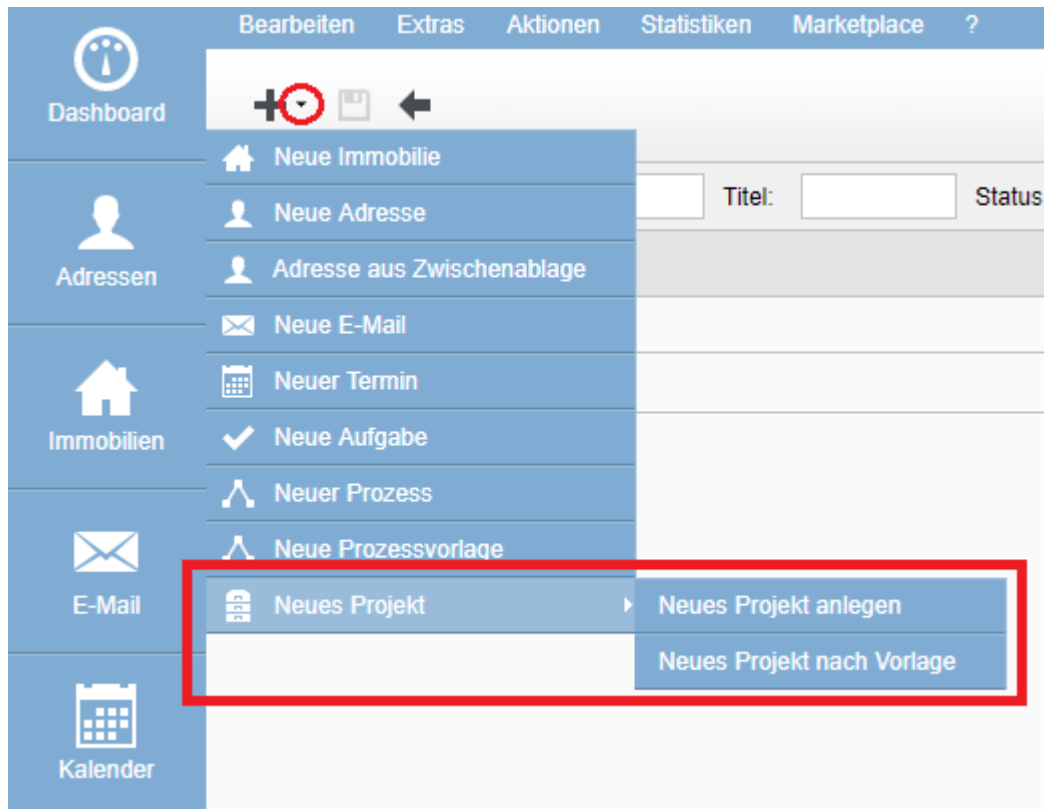 Bearbeiten Extras Aktionen Statistiken Marketplace ?
Dashboard
Adressen
Immobilien
E-Mail
Kalender
Neue Immobilie
Neue Adresse
Adresse aus Zwischenablage
Neue E-Mail
Neuer Termin
Neue Aufgabe
Neuer Prozess
Neue Prozessvorlage
Neues Projekt
Neues Projekt anlegen
Neues Projekt nach Vorlage
Titel: Status